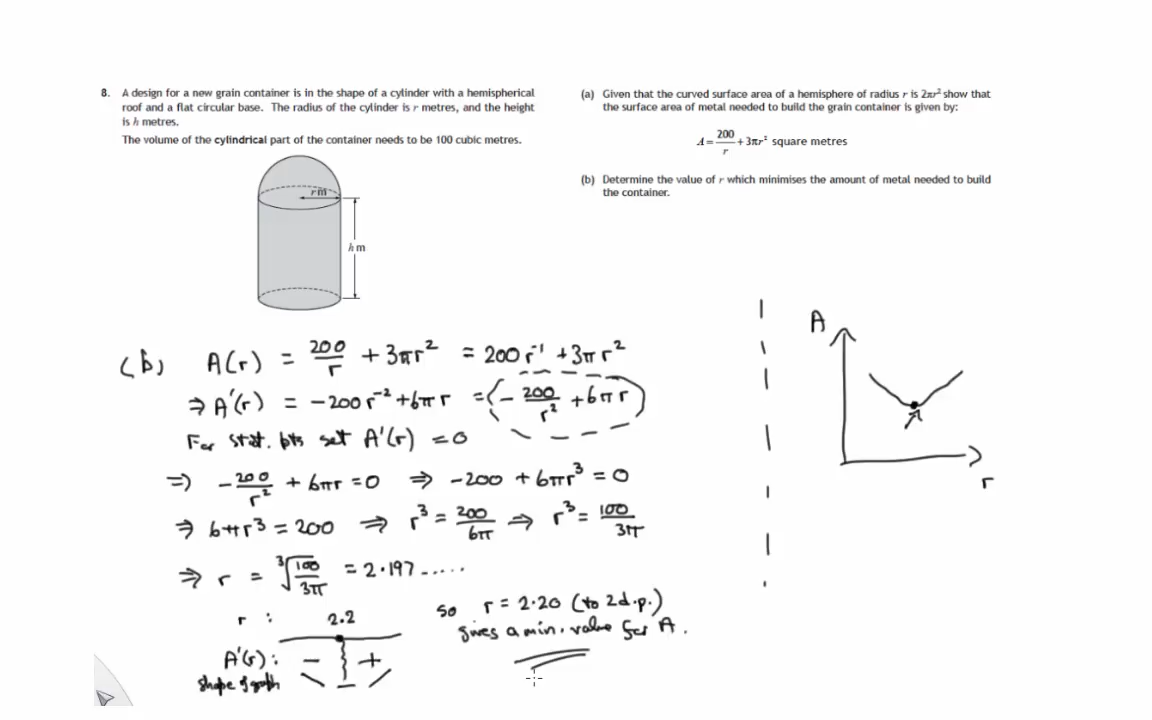 8. A design for a new grain container is in the shape of a cylinder with a hemispherical
roof and a flat circular base. The radius of the cylinder is r metres, and the height
is h metres.
The volume of the cylindrical part of the container needs to be 100 cubic metres.
r m
h m
(a) Given that the curved surface area of a hemisphere of radius r is 2πr² show that
the surface area of metal needed to build the grain container is given by:
A = 200/r + 3πr² square metres
(b) Determine the value of r which minimises the amount of metal needed to build
the container.
(b) A(r) = 200/r + 3πr² = 200r⁻¹ + 3πr²
⇒ A'(r) = -200r⁻² + 6πr = (- 200/r² + 6πr)
For stat. pts set A'(r) = 0
⇒ - 200/r² + 6πr = 0 ⇒ -200 + 6πr³ = 0
⇒ 6πr³ = 200 ⇒ r³ = 200/6π ⇒ r³ = 100/3π
⇒ r = ³√(100/3π) = 2.197.....
r : 2.2
A'(r) : - +
shape of graph
so r = 2.20 (to 2d.p.)
gives a min. value for A.
A
r